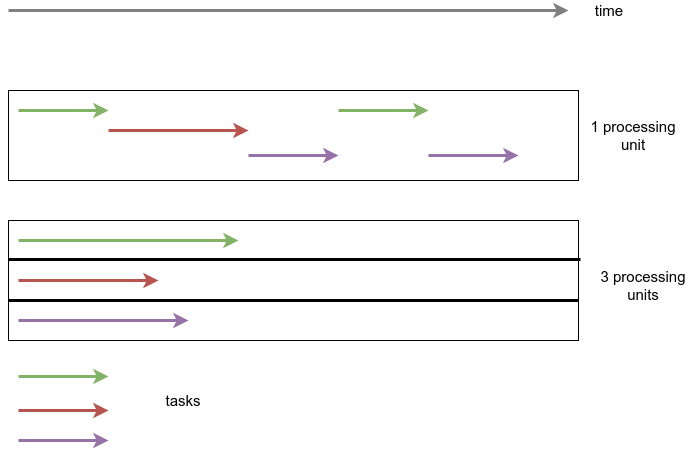 time
1 processing
unit
3 processing
units
tasks